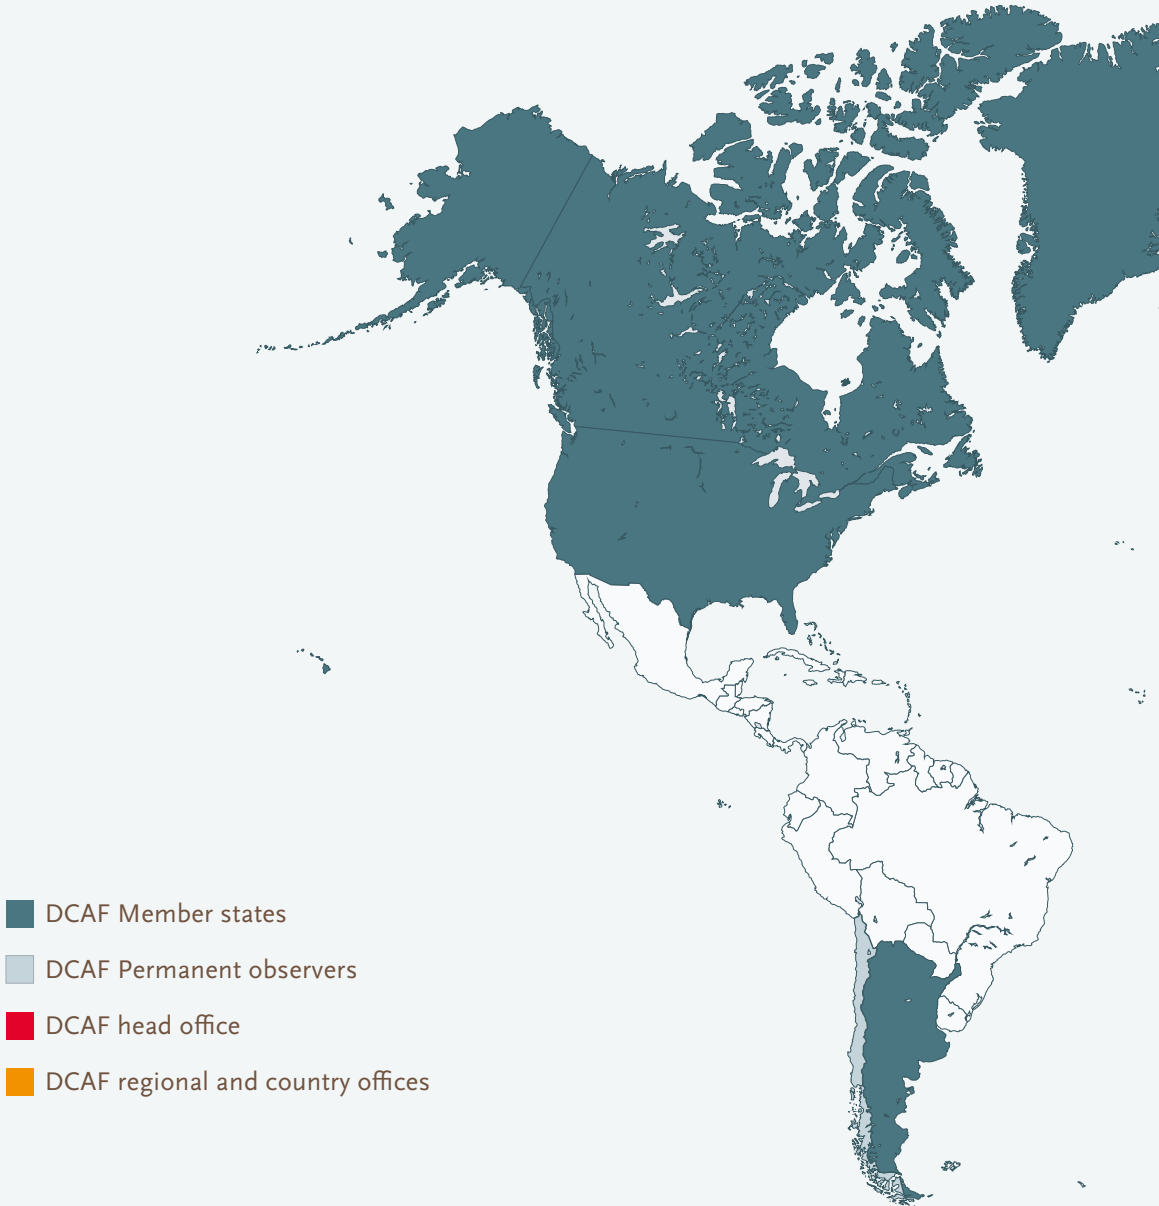 DCAF Member states
DCAF Permanent observers
DCAF head office
DCAF regional and country offices